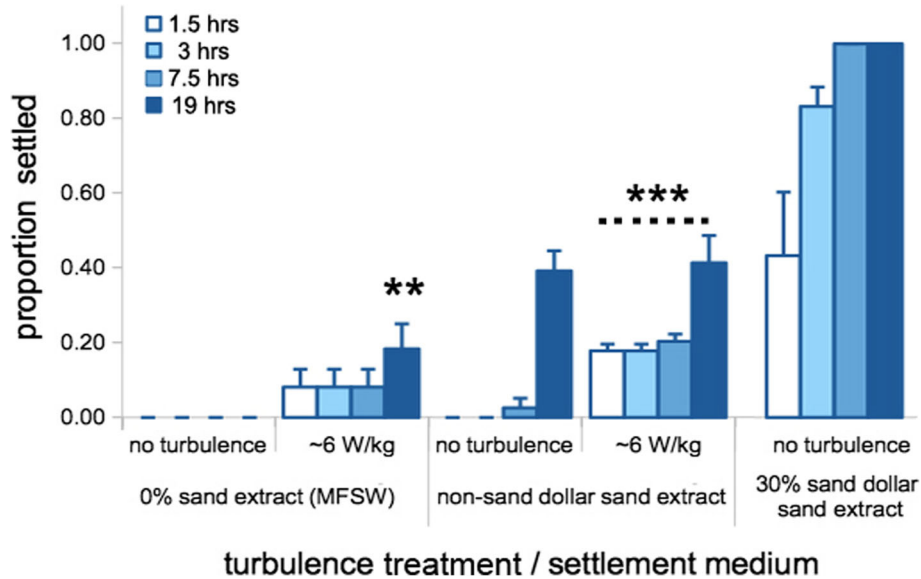 1.5 hrs
3 hrs
7.5 hrs
19 hrs
1.00
0.80
0.60
0.40
0.20
0.00
proportion settled
**
***
no turbulence
~6 W/kg
no turbulence
~6 W/kg
no turbulence
0% sand extract (MFSW)
non-sand dollar sand extract
30% sand dollar
sand extract
turbulence treatment / settlement medium